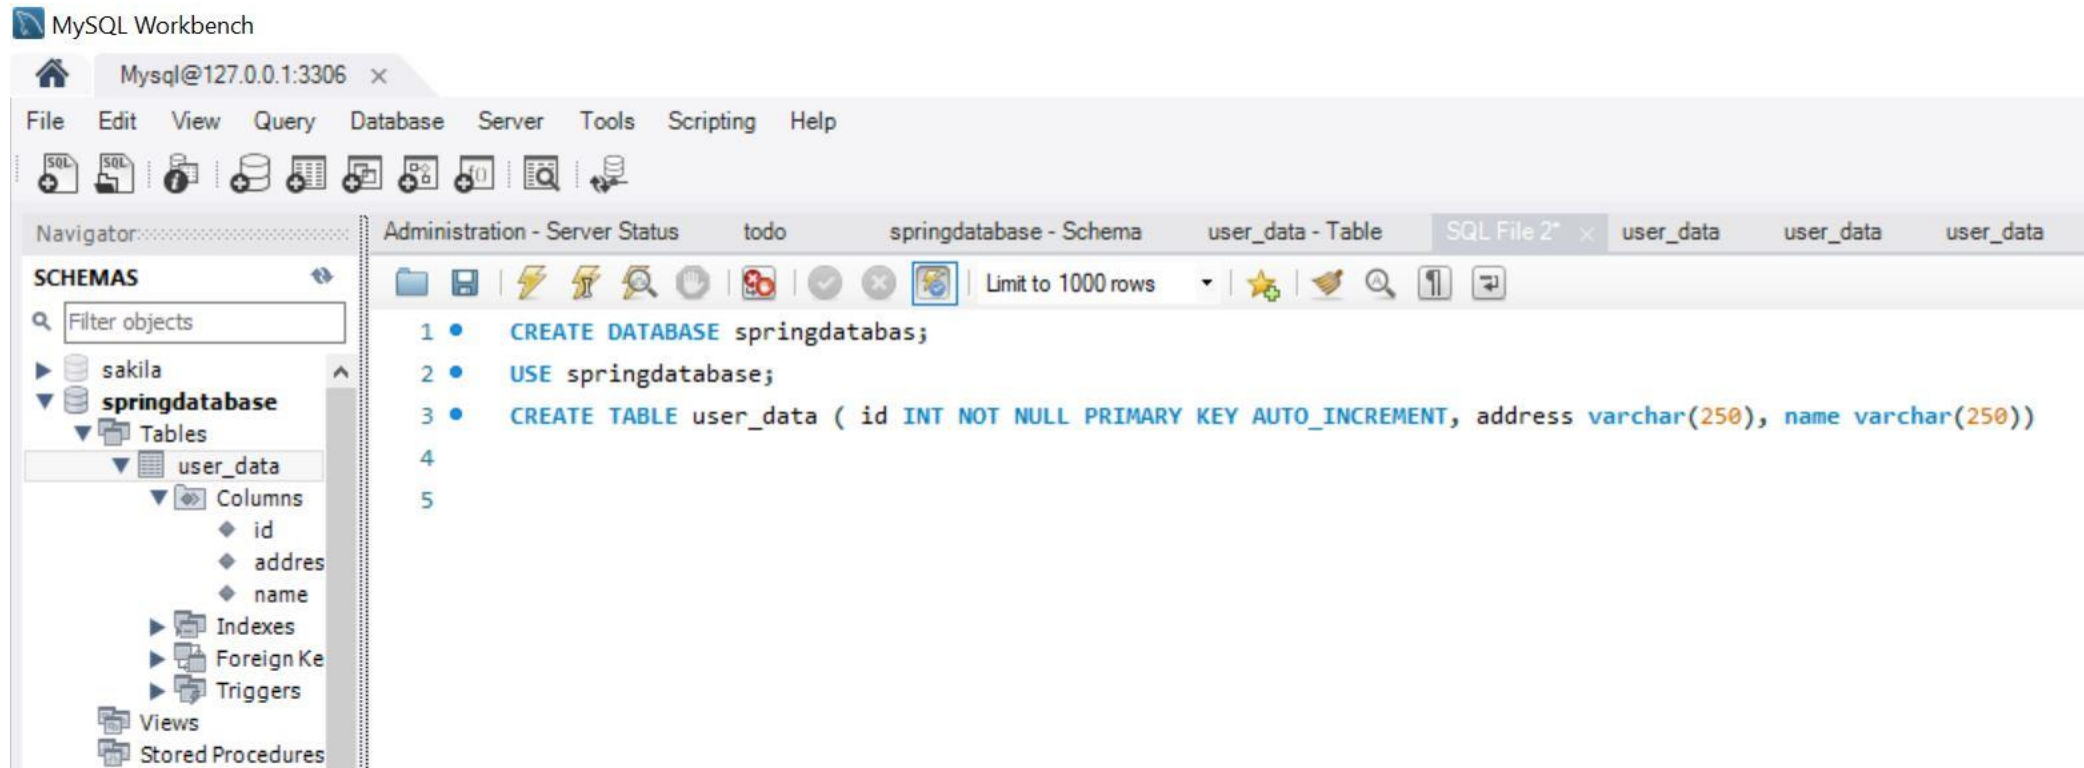 MySQL Workbench
Mysql@127.0.0.1:3306
File Edit View Query Database Server Tools Scripting Help
Navigator
Administration - Server Status todo springdatabase - Schema user_data - Table SQL File 2* user_data user_data user_data
SCHEMAS
Limit to 1000 rows
Filter objects
1 CREATE DATABASE springdatabas;
2 USE springdatabase;
3 CREATE TABLE user_data ( id INT NOT NULL PRIMARY KEY AUTO_INCREMENT, address varchar(250), name varchar(250))
4
5
sakila
springdatabase
Tables
user_data
Columns
id
addres
name
Indexes
Foreign Ke
Triggers
Views
Stored Procedures